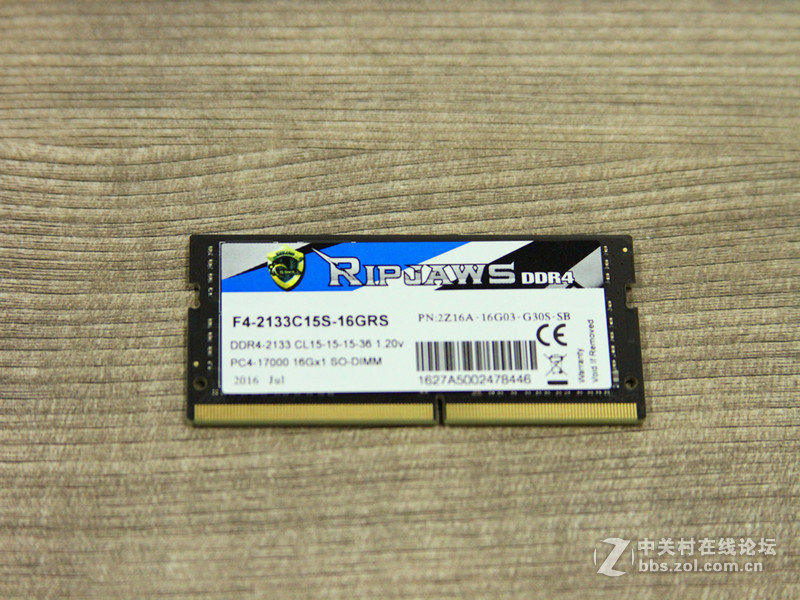 RIPJAWS DDR4
F4-2133C15S-16GRS
PN:2Z16A-16G03-G30S-SB
DDR4-2133 CL15-15-15-36 1.20v
PC4-17000 16Gx1 SO-DIMM
2016 Jul
1627A5002478446
CE
Warranty
Void if Removed
中关村在线论坛
bbs.zol.com.cn